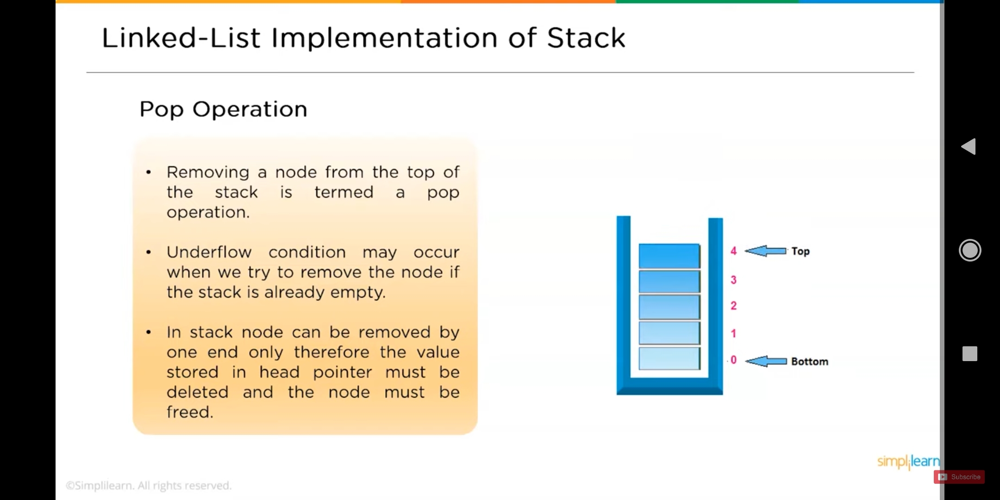 Linked-List Implementation of Stack
Pop Operation
• Removing a node from the top of
the stack is termed a pop
operation.
• Underflow condition may occur
when we try to remove the node if
the stack is already empty.
• In stack node can be removed by
one end only therefore the value
stored in head pointer must be
deleted and the node must be
freed.
4 Top
3
2
1
0 Bottom
simplilearn
Subscribe
©Simplilearn. All rights reserved.